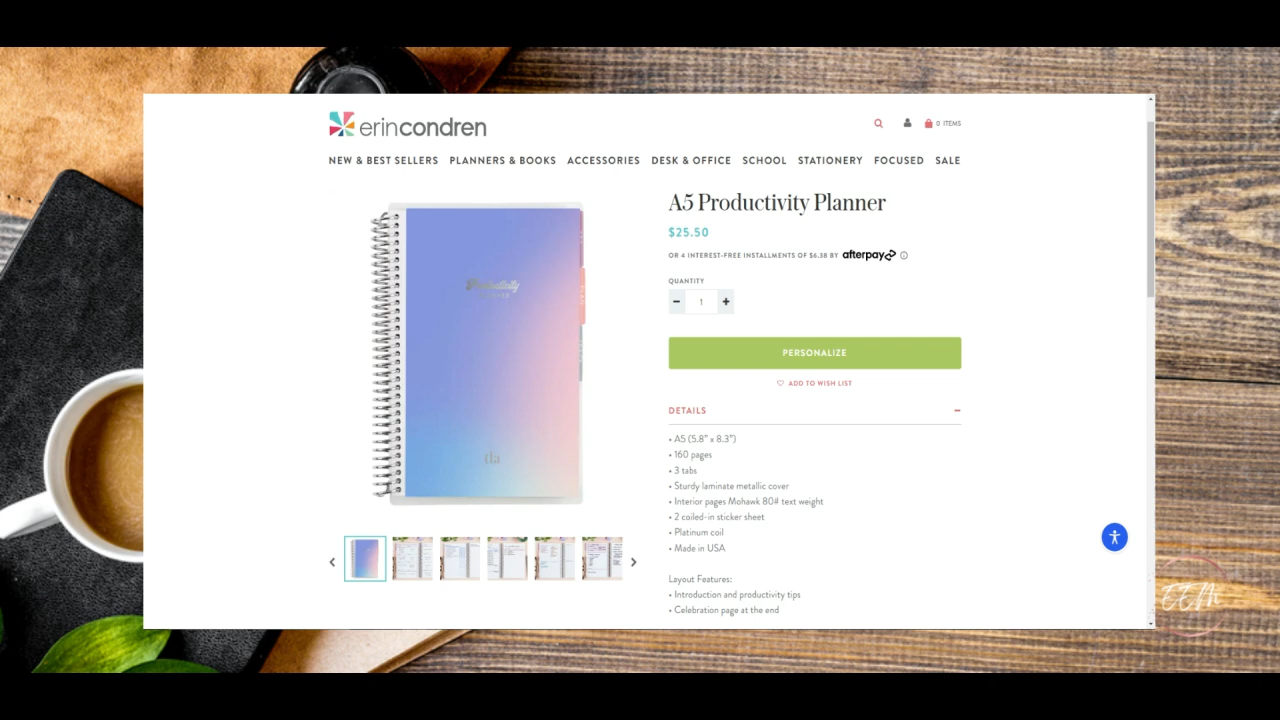 erincondren
0 ITEMS
NEW & BEST SELLERS PLANNERS & BOOKS ACCESSORIES DESK & OFFICE SCHOOL STATIONERY FOCUSED SALE
A5 Productivity Planner
$25.50
OR 4 INTEREST-FREE INSTALLMENTS OF $6.38 BY afterpay
QUANTITY
− 1 +
PERSONALIZE
ADD TO WISH LIST
DETAILS −
• A5 (5.8" x 8.3")
• 160 pages
• 3 tabs
• Sturdy laminate metallic cover
• Interior pages Mohawk 80# text weight
• 2 coiled-in sticker sheet
• Platinum coil
• Made in USA
Layout Features:
• Introduction and productivity tips
• Celebration page at the end
Productivity
PLANNER
PLAN
EEM